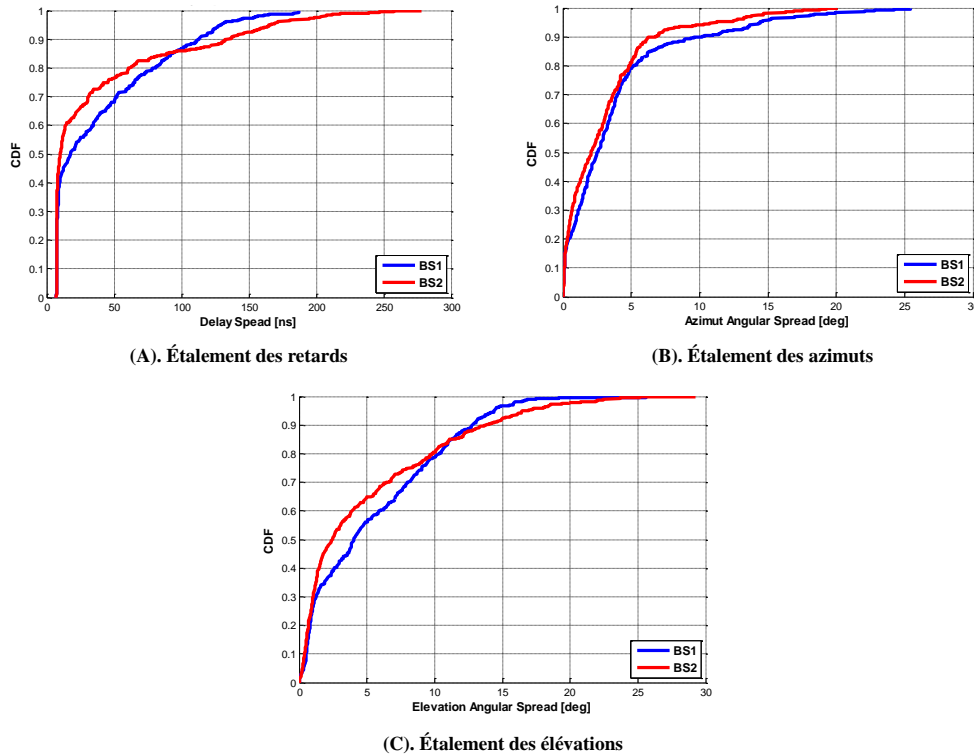 1
0.9
0.8
0.7
0.6
0.5
0.4
0.3
0.2
0.1
0
CDF
0 50 100 150 200 250 300
Delay Spead [ns]
BS1
BS2
(A). Étalement des retards
1
0.9
0.8
0.7
0.6
0.5
0.4
0.3
0.2
0.1
0
CDF
0 5 10 15 20 25 30
Azimut Angular Spread [deg]
BS1
BS2
(B). Étalement des azimuts
1
0.9
0.8
0.7
0.6
0.5
0.4
0.3
0.2
0.1
0
CDF
0 5 10 15 20 25 30
Elevation Angular Spread [deg]
BS1
BS2
(C). Étalement des élévations